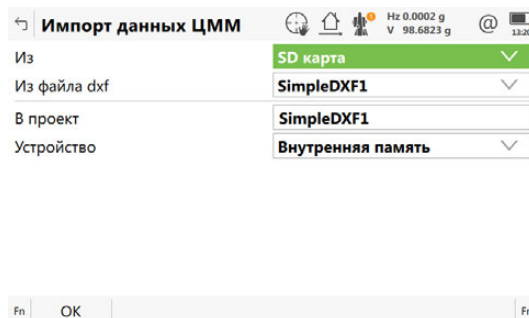 Импорт данных ЦММ
Hz 0.0002 g
V 98.6823 g
@
Из SD карта
Из файла dxf SimpleDXF1
В проект SimpleDXF1
Устройство Внутренняя память
Fn OK